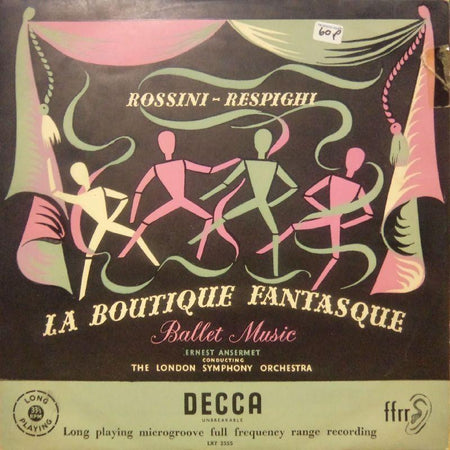 60p
ROSSINI - RESPIGHI
LA BOUTIQUE FANTASQUE
Ballet Music
ERNEST ANSERMET
CONDUCTING
THE LONDON SYMPHONY ORCHESTRA
LONG
33⅓
RPM
PLAYING
DECCA
UNBREAKABLE
ffrr
Long playing microgroove full frequency range recording
LXT 2555